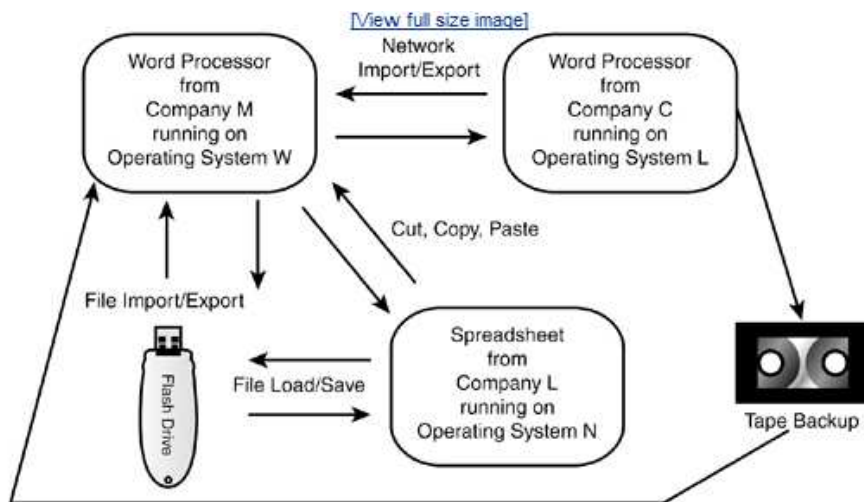 [View full size image]
Network
Import/Export
Word Processor
from
Company M
running on
Operating System W
Word Processor
from
Company C
running on
Operating System L
Cut, Copy, Paste
File Import/Export
Flash Drive
File Load/Save
Spreadsheet
from
Company L
running on
Operating System N
Tape Backup